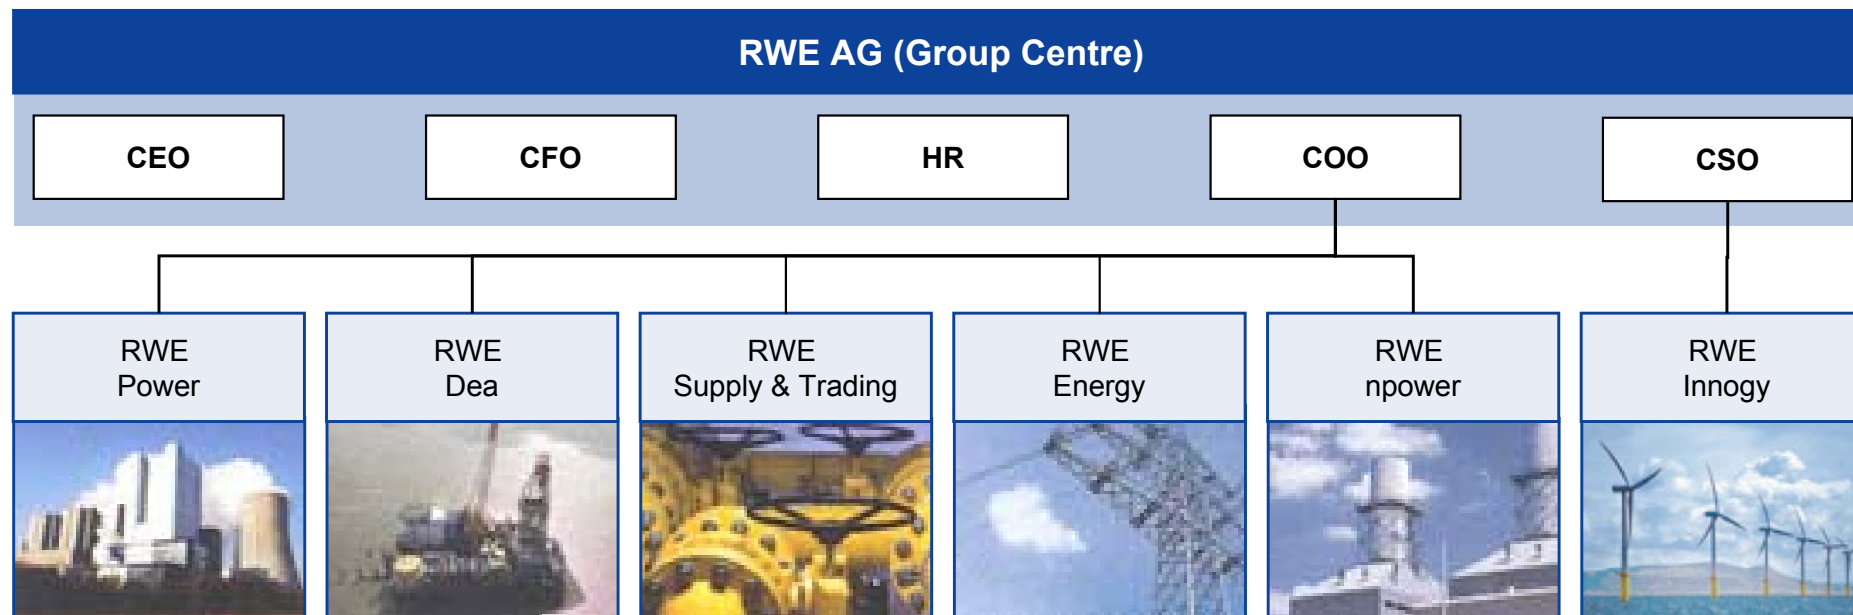 RWE AG (Group Centre)
CEO
CFO
HR
COO
CSO
RWE
Power
RWE
Dea
RWE
Supply & Trading
RWE
Energy
RWE
npower
RWE
Innogy